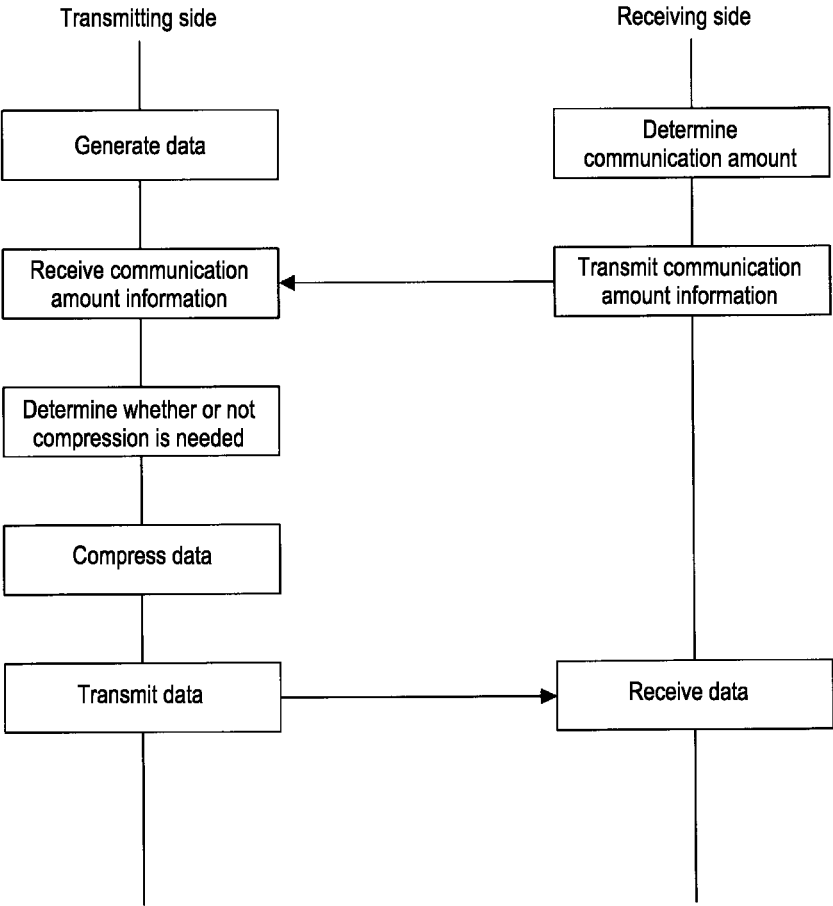 Transmitting side
Receiving side
Generate data
Determine
communication amount
Receive communication
amount information
Transmit communication
amount information
Determine whether or not
compression is needed
Compress data
Transmit data
Receive data